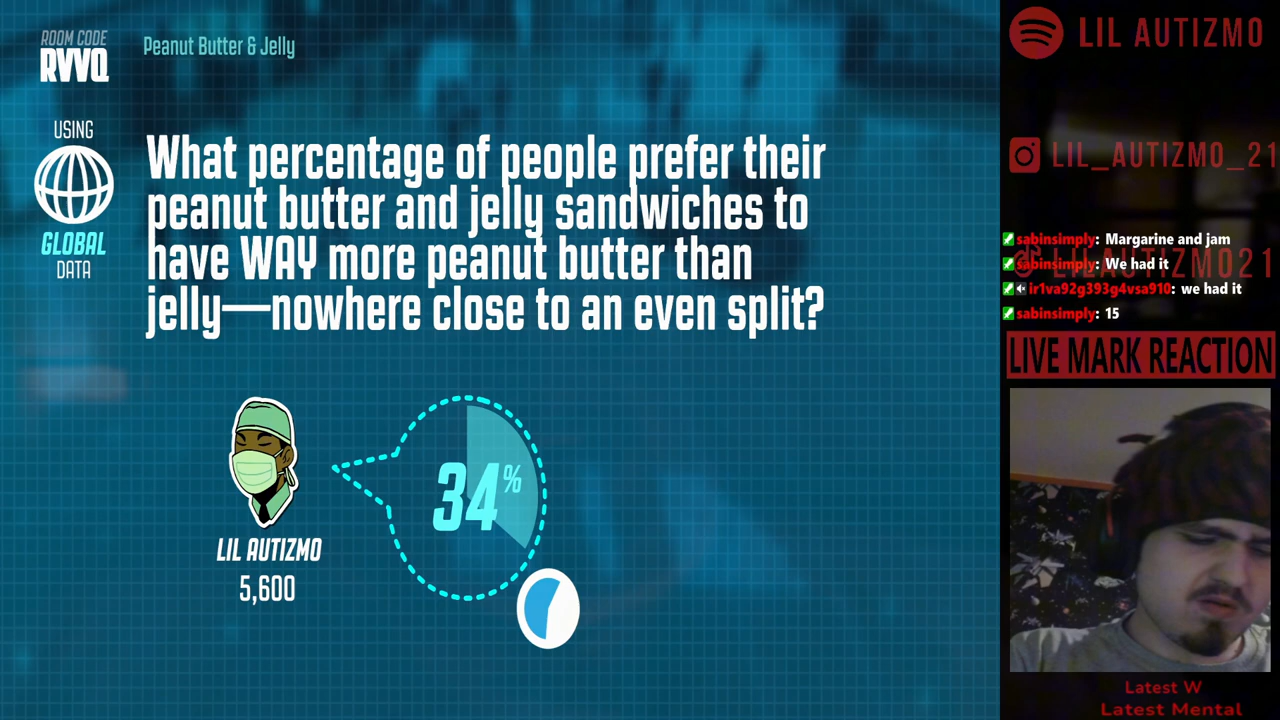 ROOM CODE
RVVQ
Peanut Butter & Jelly
USING
GLOBAL
DATA
What percentage of people prefer their
peanut butter and jelly sandwiches to
have WAY more peanut butter than
jelly—nowhere close to an even split?
34%
LIL AUTIZMO
5,600
LIL AUTIZMO
LIL_AUTIZMO_21
LILAUTIZMO21
sabinsimply: Margarine and jam
sabinsimply: We had it
ir1va92g393g4vsa910: we had it
sabinsimply: 15
LIVE MARK REACTION
Latest W
Latest Mental